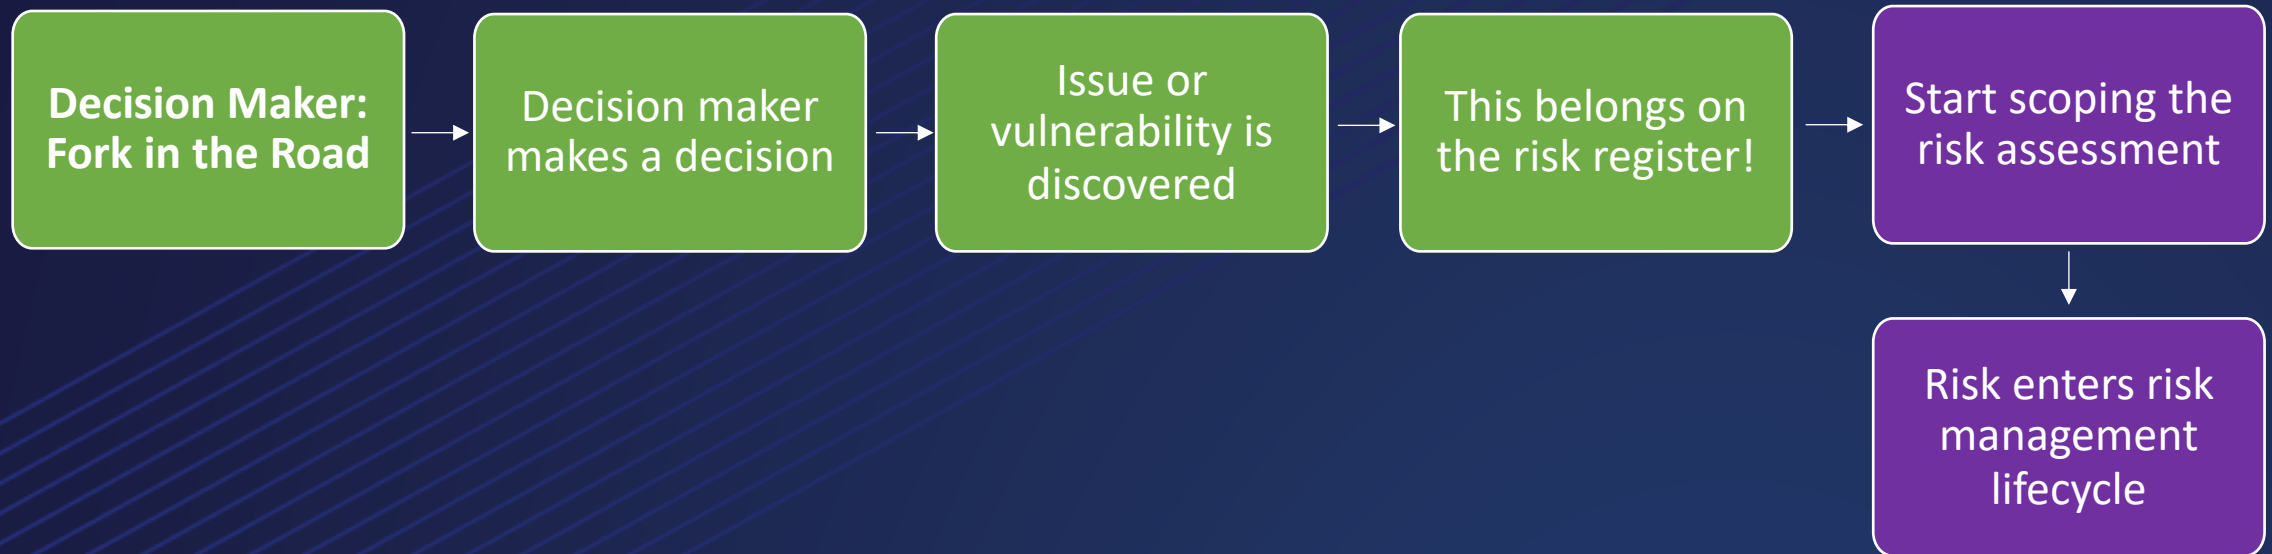 Decision Maker:
Fork in the Road
Decision maker
makes a decision
Issue or
vulnerability is
discovered
This belongs on
the risk register!
Start scoping the
risk assessment
Risk enters risk
management
lifecycle